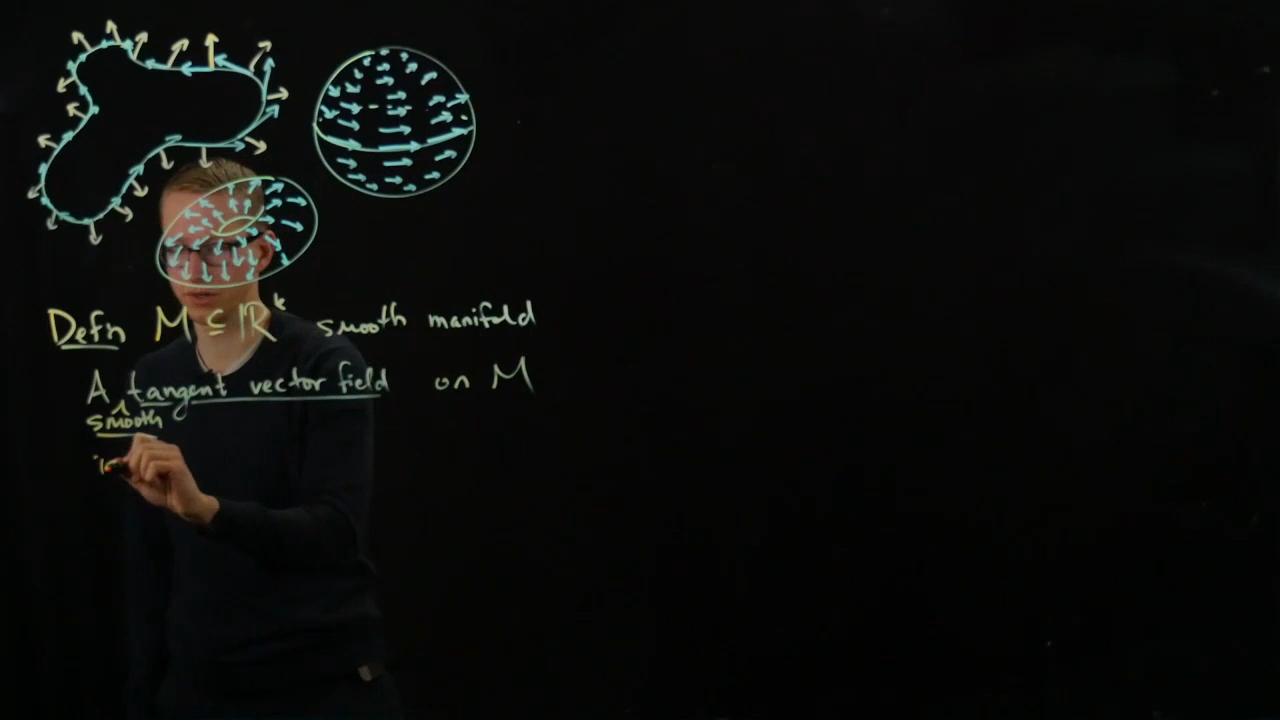 Defn M ⊆ ℝᵏ smooth manifold
A tangent vector field on M
smooth